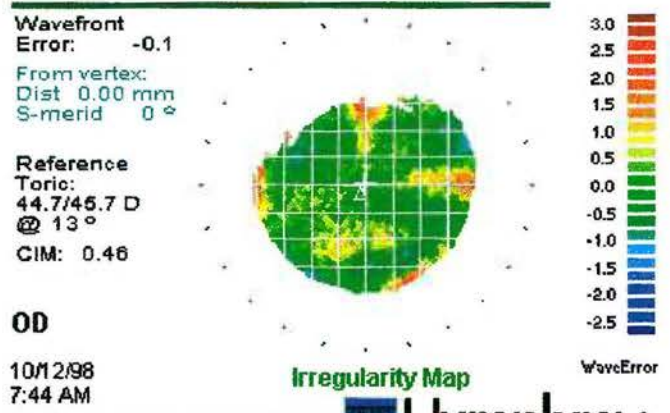 Wavefront
Error: -0.1
From vertex:
Dist 0.00 mm
S-merid 0 °
Reference
Toric:
44.7/45.7 D
@ 13°
CIM: 0.46
OD
10/12/98
7:44 AM
Irregularity Map
3.0
2.5
2.0
1.5
1.0
0.5
0.0
-0.5
-1.0
-1.5
-2.0
-2.5
WaveError